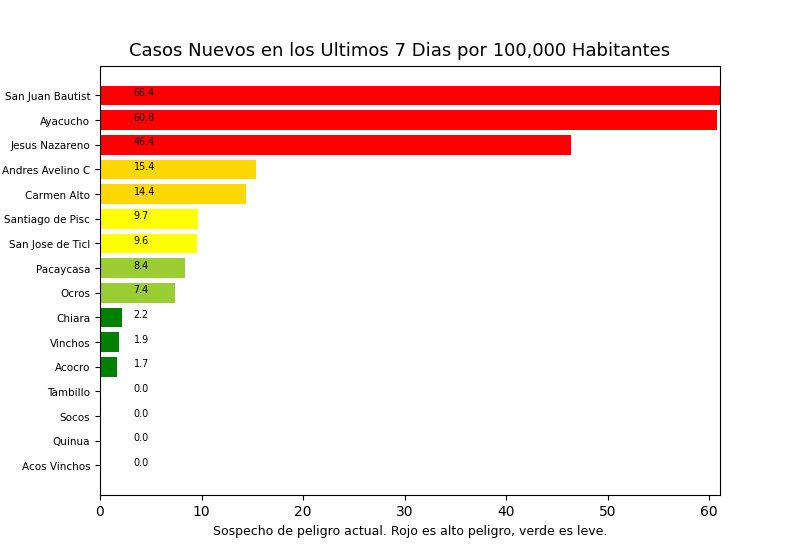 Casos Nuevos en los Ultimos 7 Dias por 100,000 Habitantes
San Juan Bautist 66.4
Ayacucho 60.8
Jesus Nazareno 46.4
Andres Avelino C 15.4
Carmen Alto 14.4
Santiago de Pisc 9.7
San Jose de Ticl 9.6
Pacaycasa 8.4
Ocros 7.4
Chiara 2.2
Vinchos 1.9
Acocro 1.7
Tambillo 0.0
Socos 0.0
Quinua 0.0
Acos Vinchos 0.0
0 10 20 30 40 50 60
Sospecho de peligro actual. Rojo es alto peligro, verde es leve.